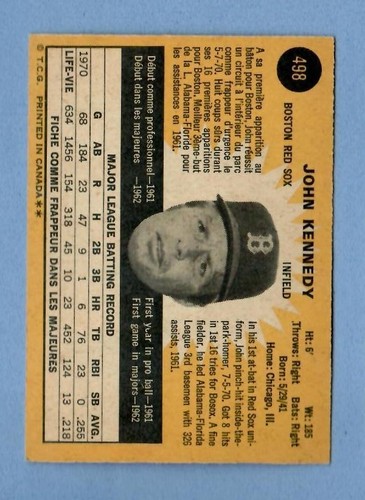 498
JOHN KENNEDY
BOSTON RED SOX
INFIELD
Ht: 6' Wt: 185
Throws: Right Bats: Right
Born: 5/29/41
Home: Chicago, Ill.
A sa première apparition au
bâton pour Boston, John réussit
un circuit à l'intérieur du parc
comme frappeur d'urgence le
5-7-70. Huit coups sûrs durant
ses 16 premières apparitions
pour Boston. Meilleur 3ème-but
de la L. Alabama-Floride pour
les assistances en 1961.
B
In his 1st at-bat in Red Sox uni-
form, John pinch-hit inside-the-
park-homer, 7-5-70. Got 8 hits
in 1st 16 tries for Bosox. A fine
fielder, he led Alabama-Florida
League 3rd basemen with 326
assists, 1961.
Début comme professionnel—1961
Début dans les majeures —1962
First year in pro ball—1961
First game in majors—1962
MAJOR LEAGUE BATTING RECORD
G AB R H 2B 3B HR TB RBI SB AVG.
1970 68 184 23 47 9 1 6 76 23 0 .255
LIFE-VIE 634 1456 154 318 45 10 23 452 124 13 .218
FICHE COMME FRAPPEUR DANS LES MAJEURES
© T.C.G. PRINTED IN CANADA**